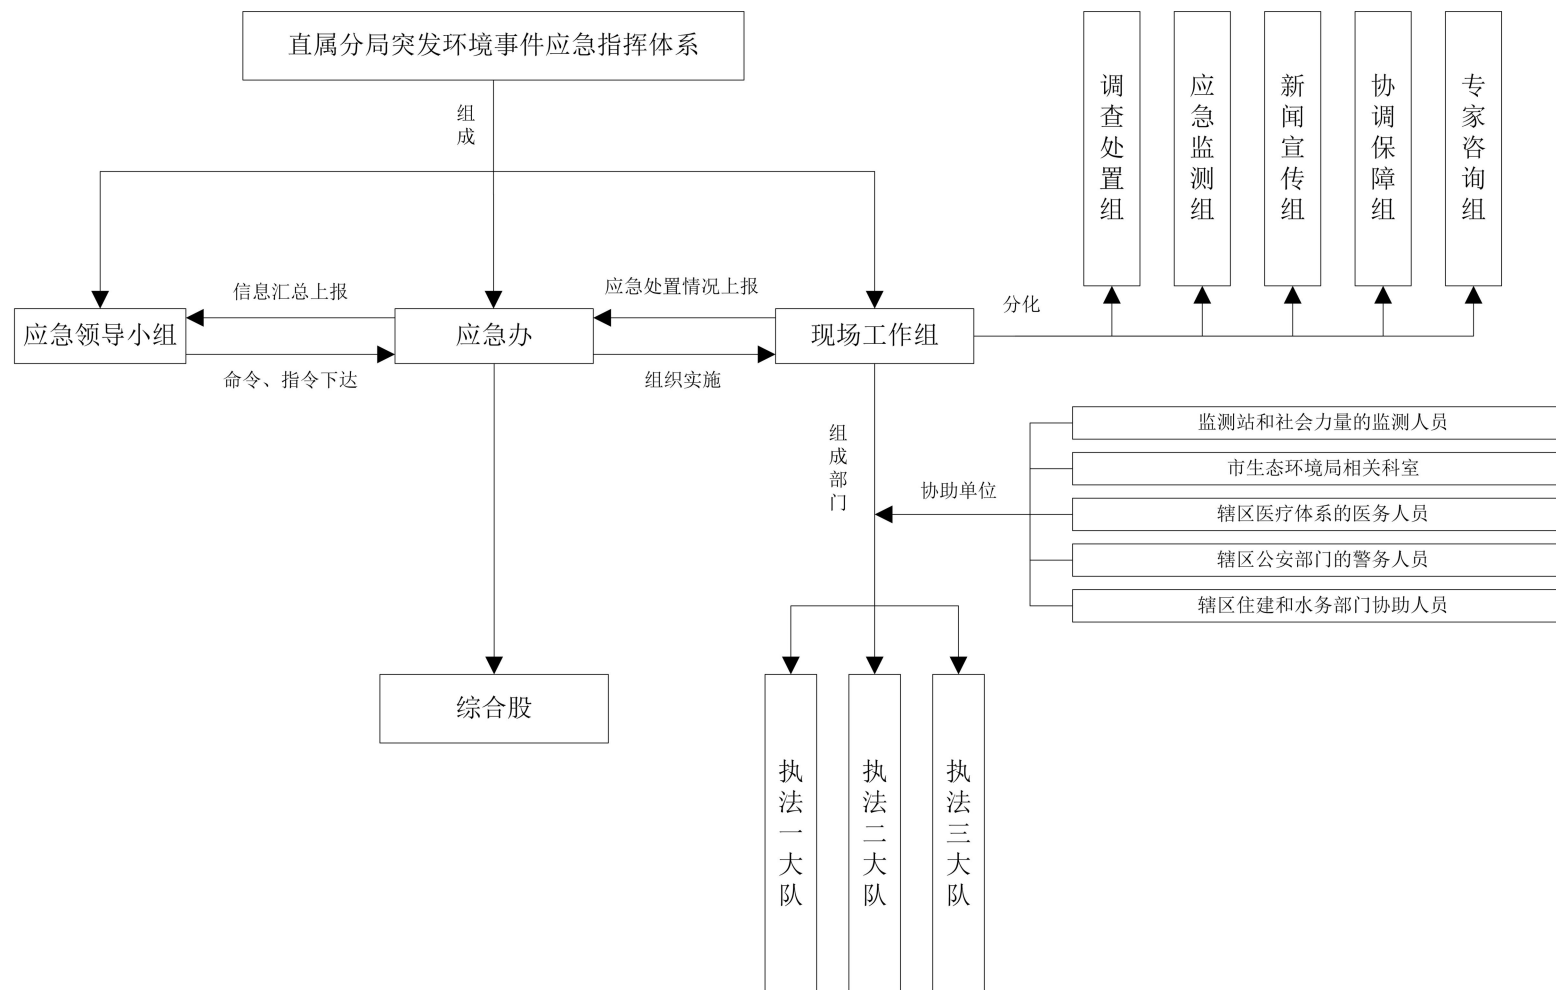 直属分局突发环境事件应急指挥体系
组成
调查处置组
应急监测组
新闻宣传组
协调保障组
专家咨询组
信息汇总上报
应急处置情况上报
分化
应急领导小组
应急办
现场工作组
命令、指令下达
组织实施
组成部门
协助单位
监测站和社会力量的监测人员
市生态环境局相关科室
辖区医疗体系的医务人员
辖区公安部门的警务人员
辖区住建和水务部门协助人员
综合股
执法一大队
执法二大队
执法三大队